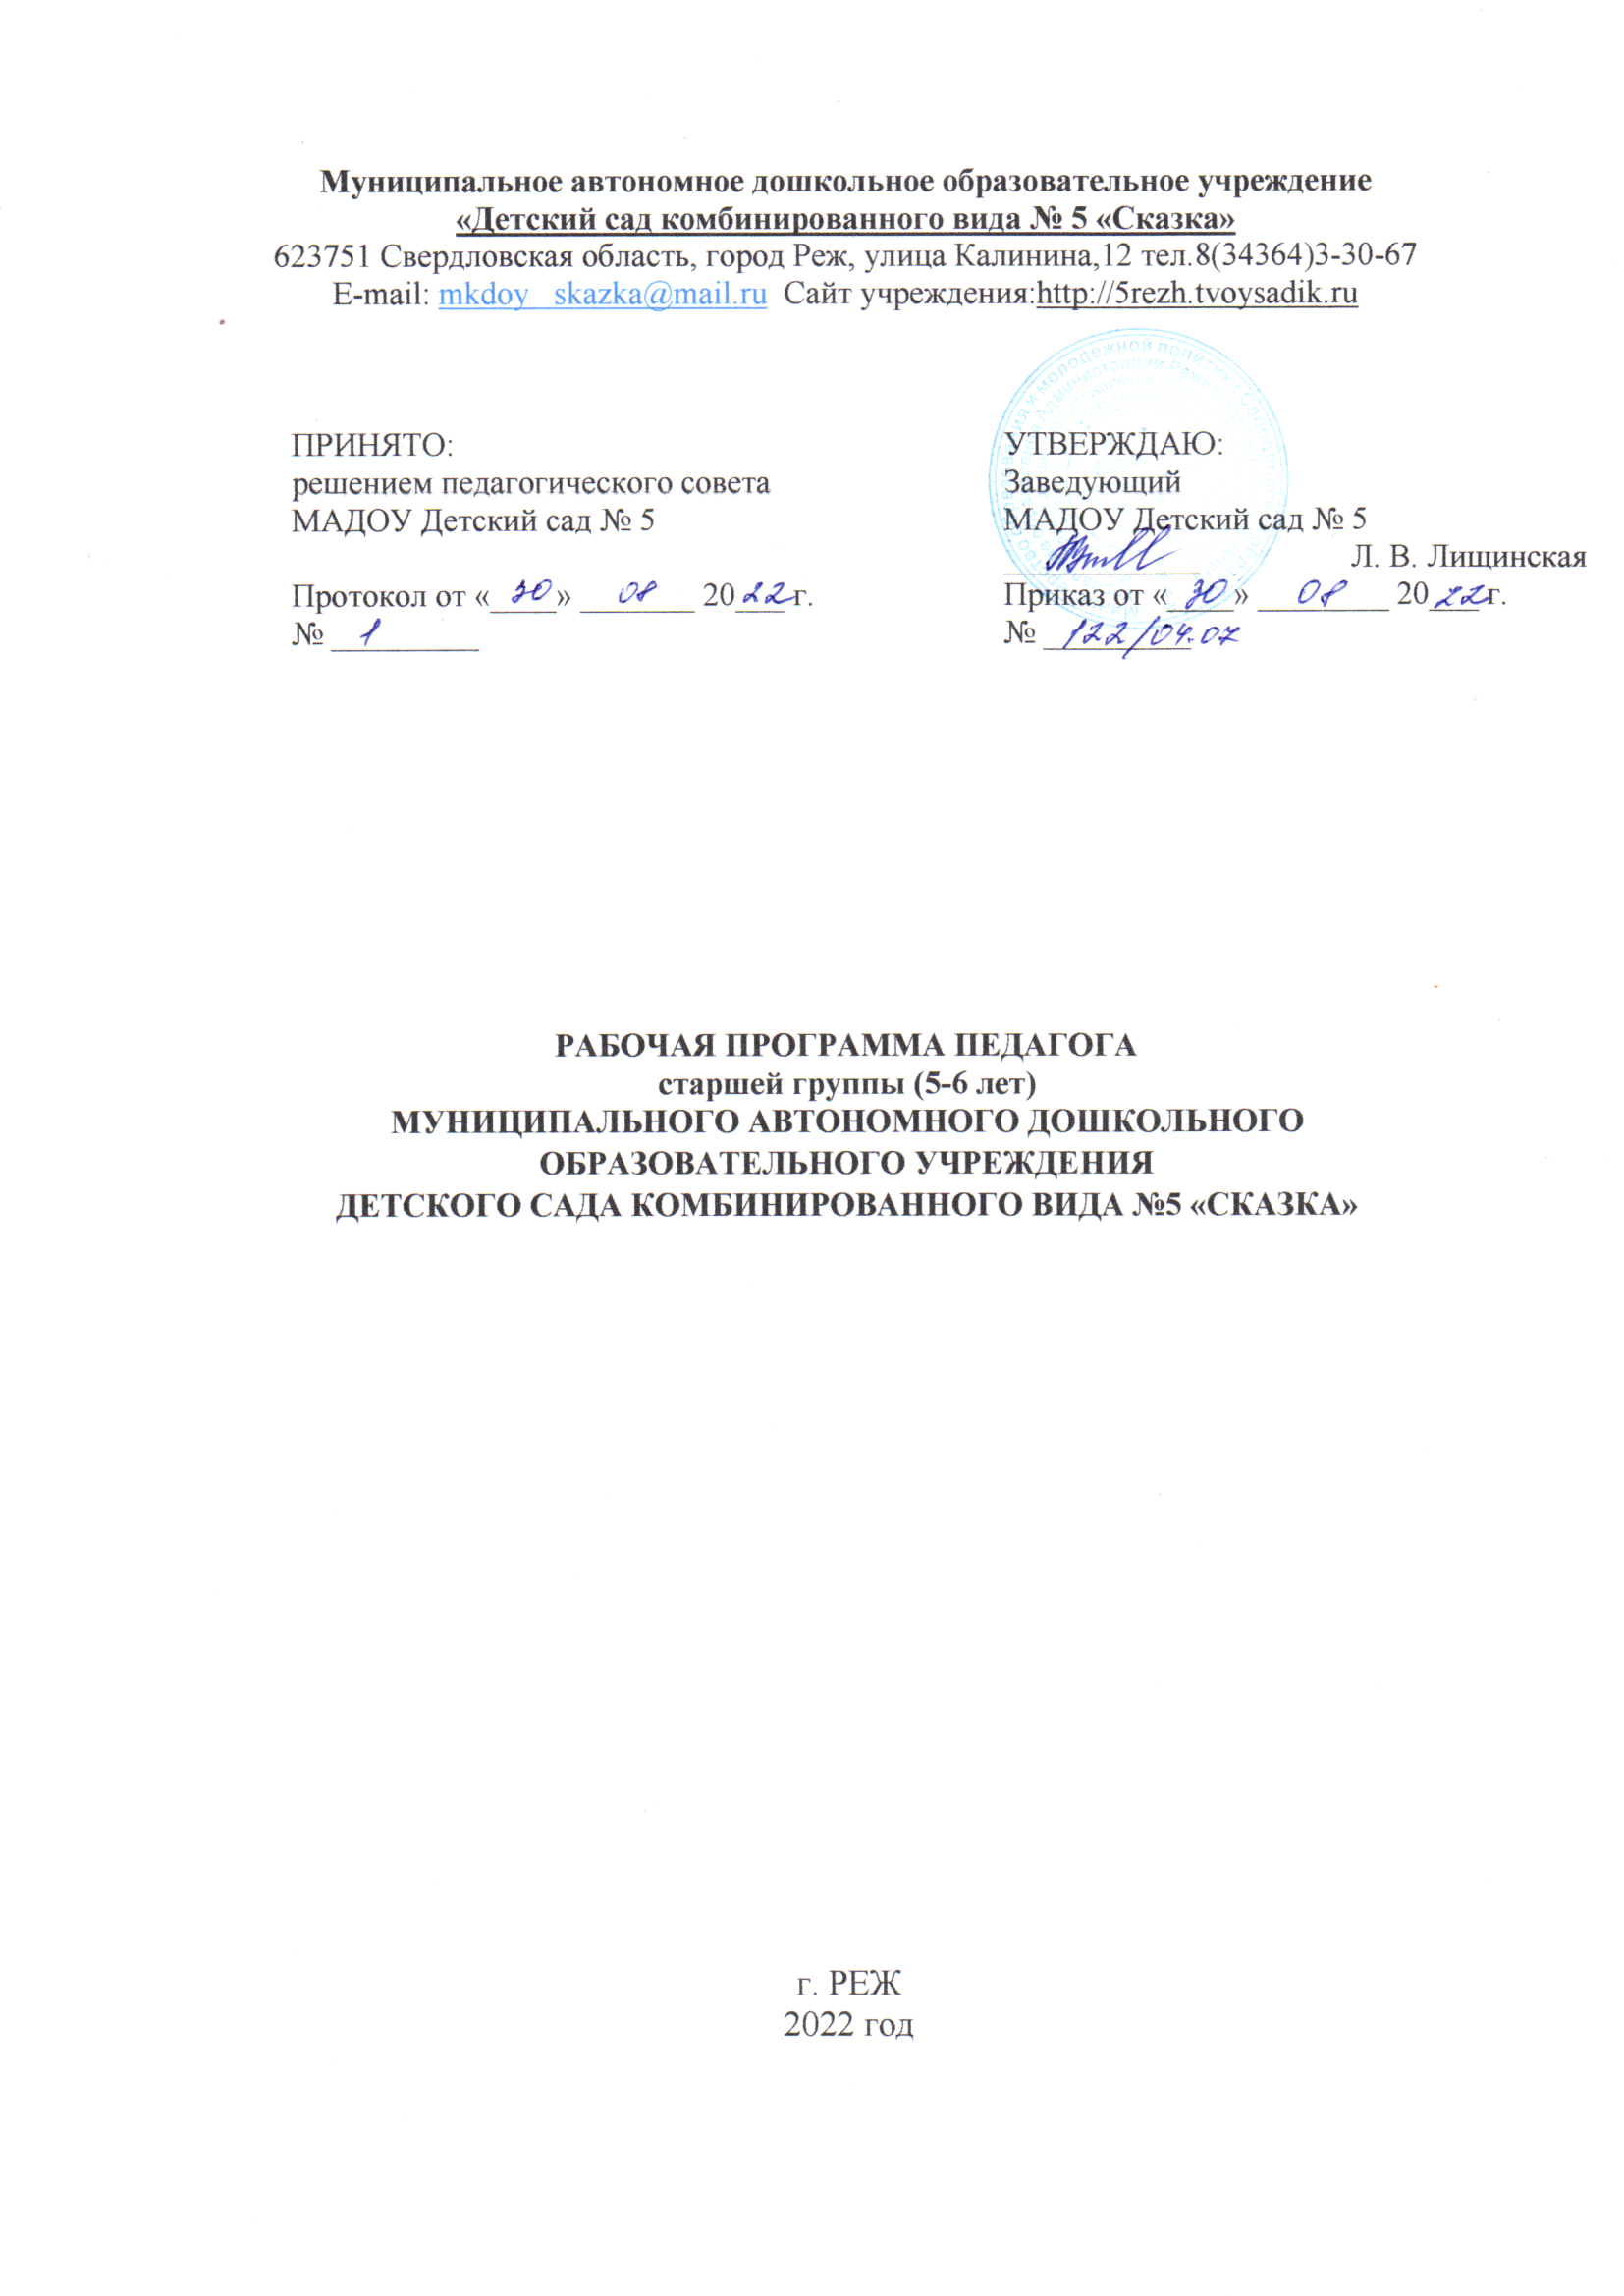 Муниципальное автономное дошкольное образовательное учреждение
«Детский сад комбинированного вида № 5 «Сказка»
623751 Свердловская область, город Реж, улица Калинина,12 тел.8(34364)3-30-67
E-mail: mkdoy_skazka@mail.ru Сайт учреждения:http://5rezh.tvoysadik.ru
ПРИНЯТО:
решением педагогического совета
МАДОУ Детский сад № 5
Протокол от «30» 08 2022г.
№ 1
УТВЕРЖДАЮ:
Заведующий
МАДОУ Детский сад № 5
Л. В. Лищинская
Приказ от «30» 08 2022г.
№ 122/04.07
РАБОЧАЯ ПРОГРАММА ПЕДАГОГА
старшей группы (5-6 лет)
МУНИЦИПАЛЬНОГО АВТОНОМНОГО ДОШКОЛЬНОГО
ОБРАЗОВАТЕЛЬНОГО УЧРЕЖДЕНИЯ
ДЕТСКОГО САДА КОМБИНИРОВАННОГО ВИДА №5 «СКАЗКА»
г. РЕЖ
2022 год